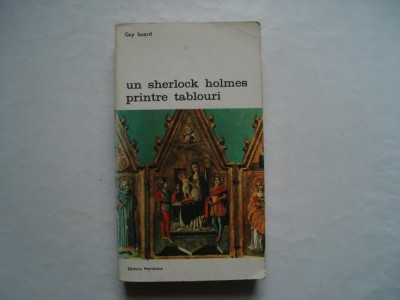 Guy Isnard
un sherlock holmes
printre tablouri
Editura Meridiane